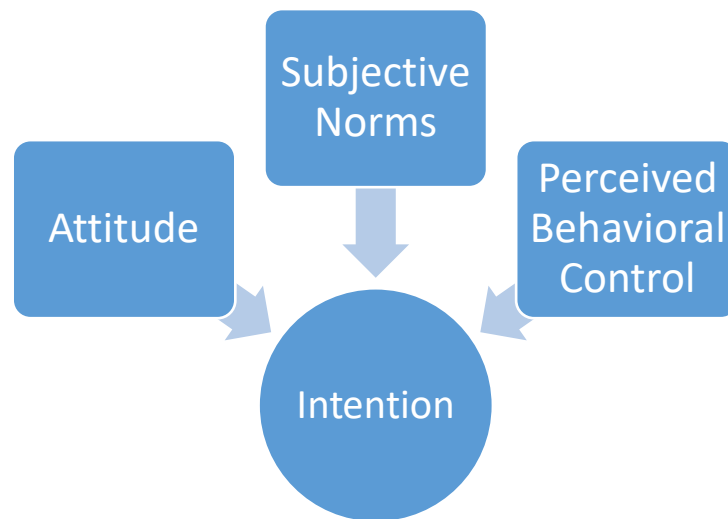 Subjective
Norms
Attitude
Perceived
Behavioral
Control
Intention